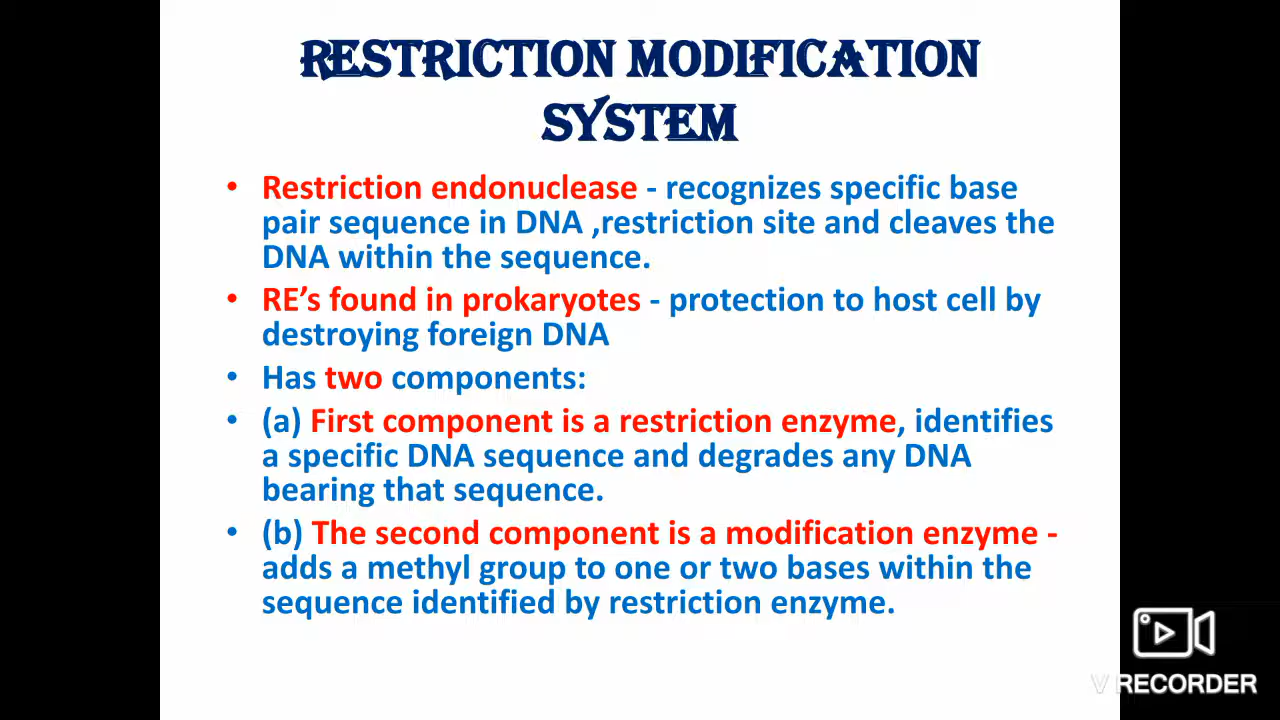 RESTRICTION MODIFICATION
SYSTEM
• Restriction endonuclease - recognizes specific base
pair sequence in DNA ,restriction site and cleaves the
DNA within the sequence.
• RE’s found in prokaryotes - protection to host cell by
destroying foreign DNA
• Has two components:
• (a) First component is a restriction enzyme, identifies
a specific DNA sequence and degrades any DNA
bearing that sequence.
• (b) The second component is a modification enzyme -
adds a methyl group to one or two bases within the
sequence identified by restriction enzyme.
V RECORDER